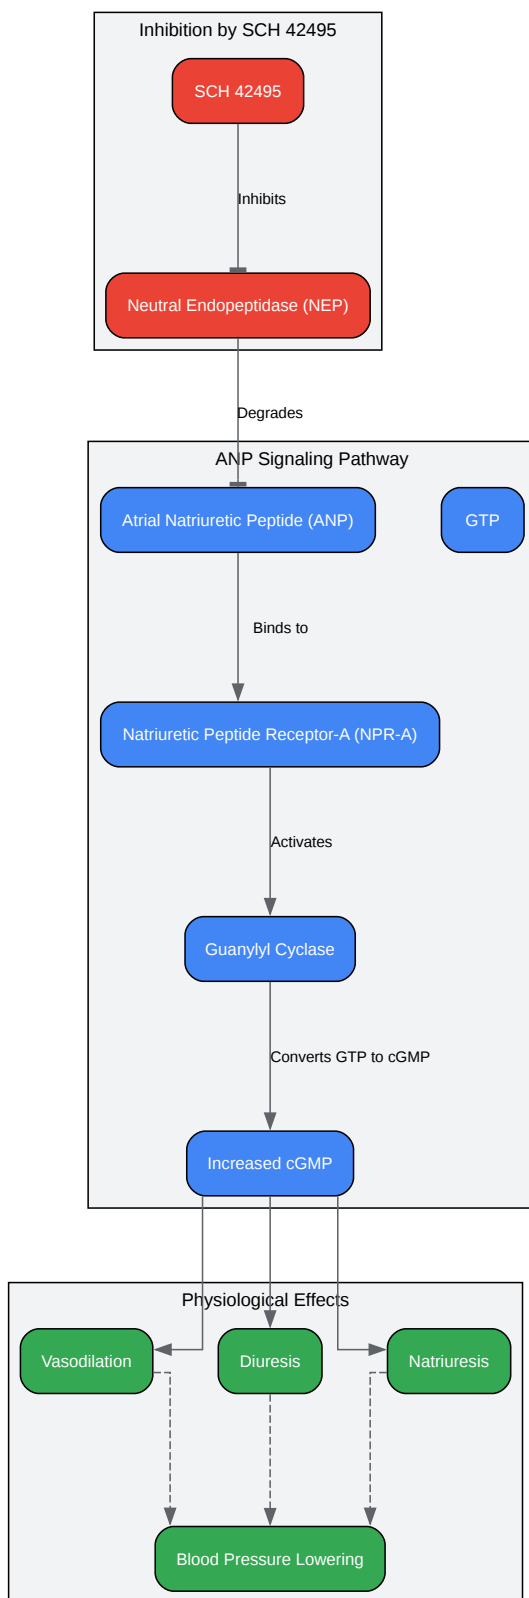 Inhibition by SCH 42495
SCH 42495
Inhibits
Neutral Endopeptidase (NEP)
Degrades
ANP Signaling Pathway
Atrial Natriuretic Peptide (ANP)
GTP
Binds to
Natriuretic Peptide Receptor-A (NPR-A)
Activates
Guanylyl Cyclase
Converts GTP to cGMP
Increased cGMP
Physiological Effects
Vasodilation
Diuresis
Natriuresis
Blood Pressure Lowering